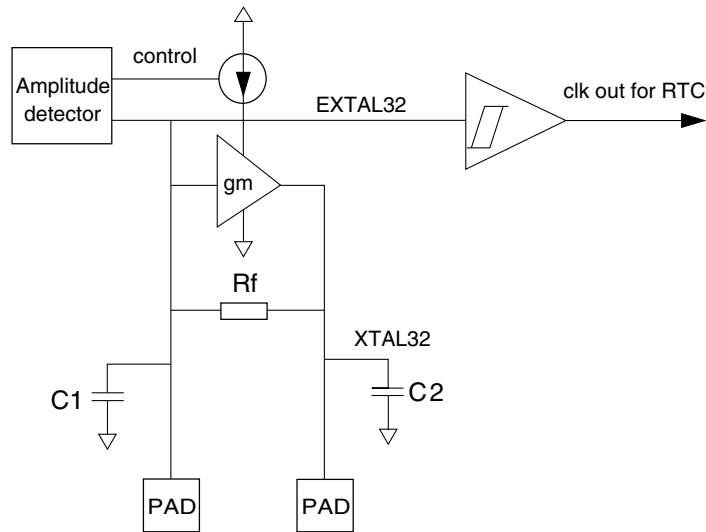 control
Amplitude
detector
EXTAL32
clk out for RTC
gm
Rf
XTAL32
C1
C2
PAD
PAD